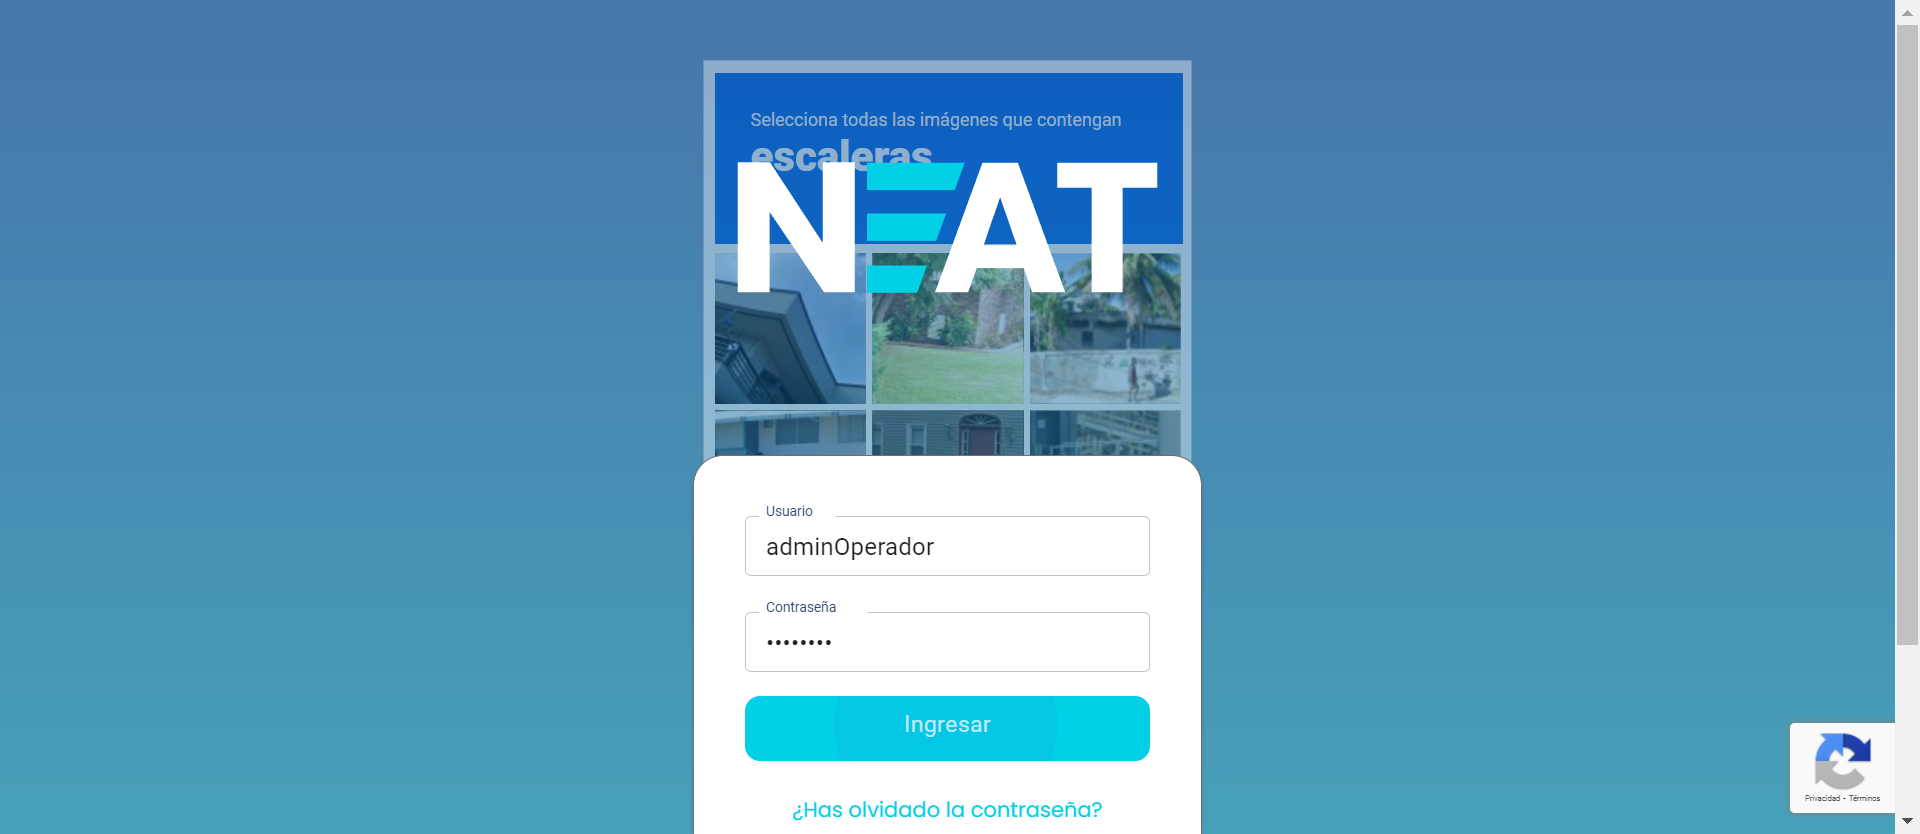 Selecciona todas las imágenes que contengan
escaleras
NEAT
Usuario
adminOperador
Contraseña
••••••••
Ingresar
¿Has olvidado la contraseña?
Privacidad - Términos